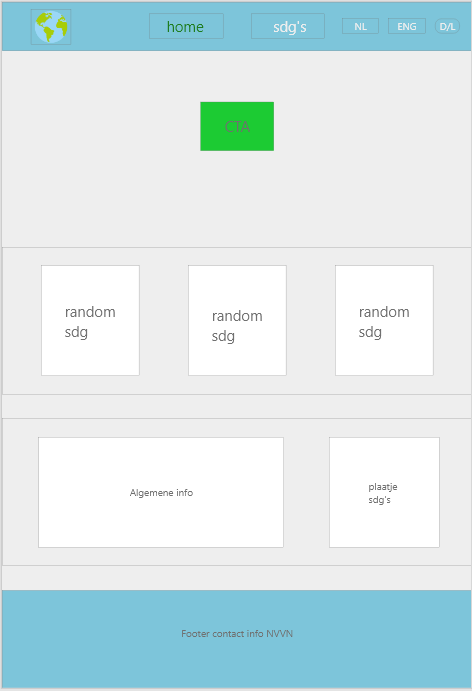 home
sdg's
NL
ENG
D/L
CTA
random
sdg
random
sdg
random
sdg
Algemene info
plaatje
sdg's
Footer contact info NVVN